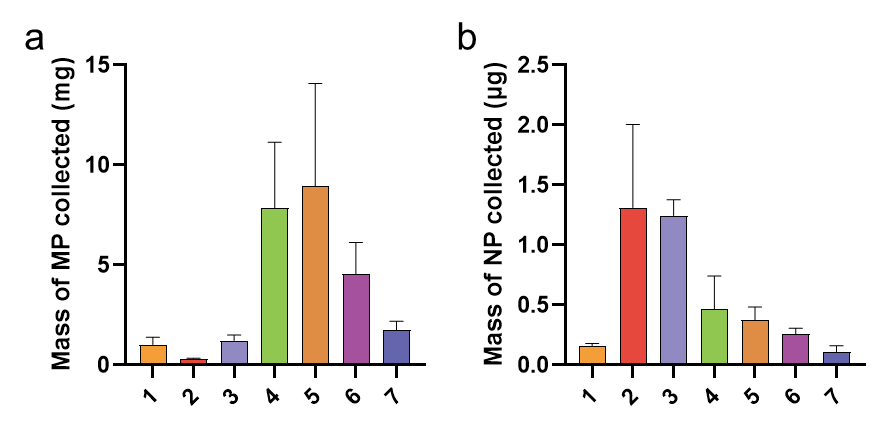 a
Mass of MP collected (mg)
15
10
5
0
1 2 3 4 5 6 7
b
Mass of NP collected (μg)
2.5
2.0
1.5
1.0
0.5
0.0
1 2 3 4 5 6 7